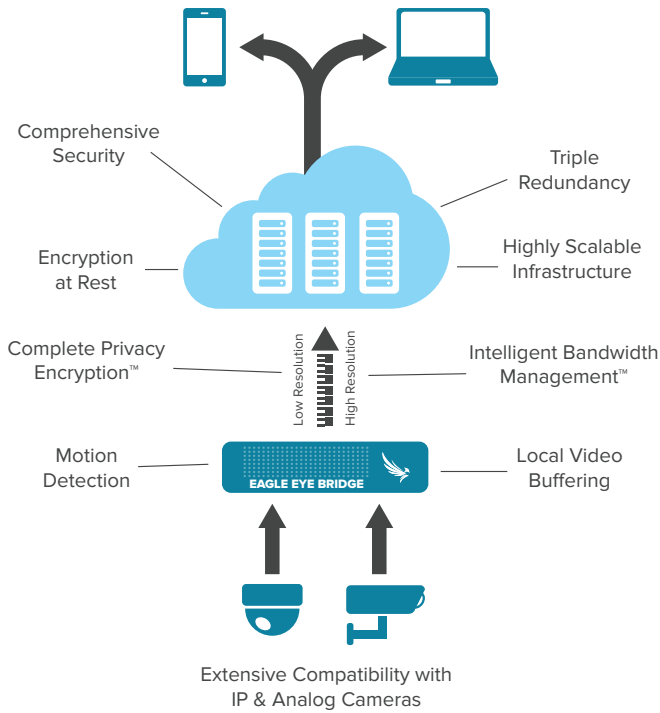 Comprehensive
Security
Triple
Redundancy
Encryption
at Rest
Highly Scalable
Infrastructure
Complete Privacy
Encryption™
Low Resolution
High Resolution
Intelligent Bandwidth
Management™
Motion
Detection
EAGLE EYE BRIDGE
Local Video
Buffering
Extensive Compatibility with
IP & Analog Cameras